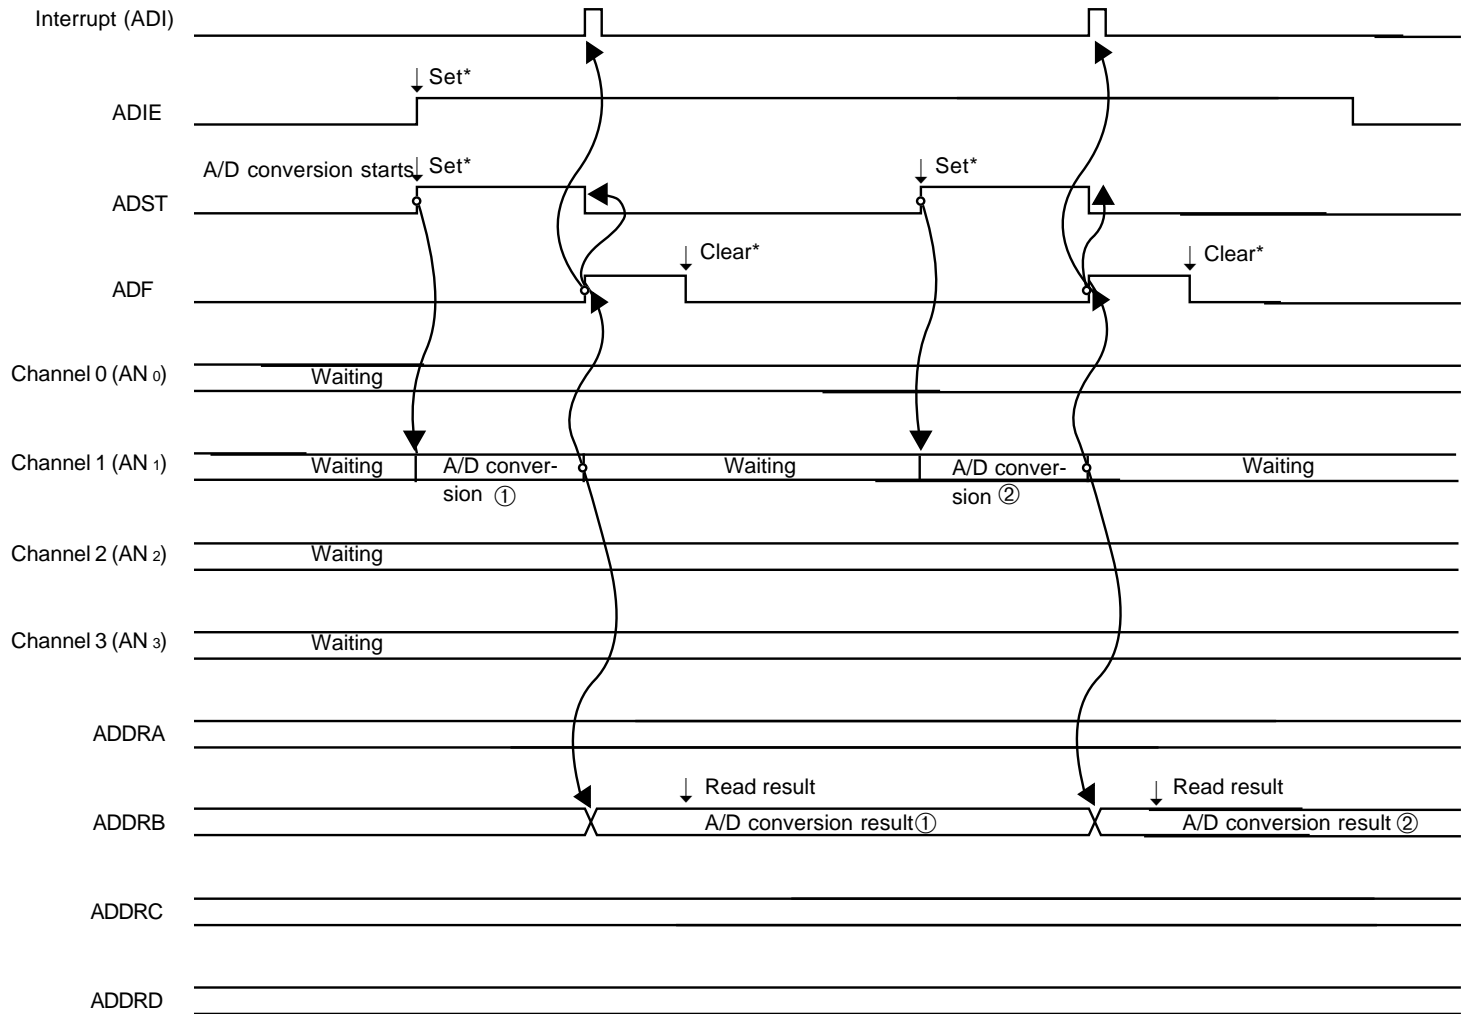 Interrupt (ADI)
Set*
ADIE
A/D conversion starts
Set*
Set*
ADST
Clear*
Clear*
ADF
Channel 0 (AN 0)
Waiting
Channel 1 (AN 1)
Waiting
A/D conver-
sion ①
Waiting
A/D conver-
sion ②
Waiting
Channel 2 (AN 2)
Waiting
Channel 3 (AN 3)
Waiting
ADDRA
Read result
Read result
ADDRB
A/D conversion result①
A/D conversion result ②
ADDRC
ADDRD